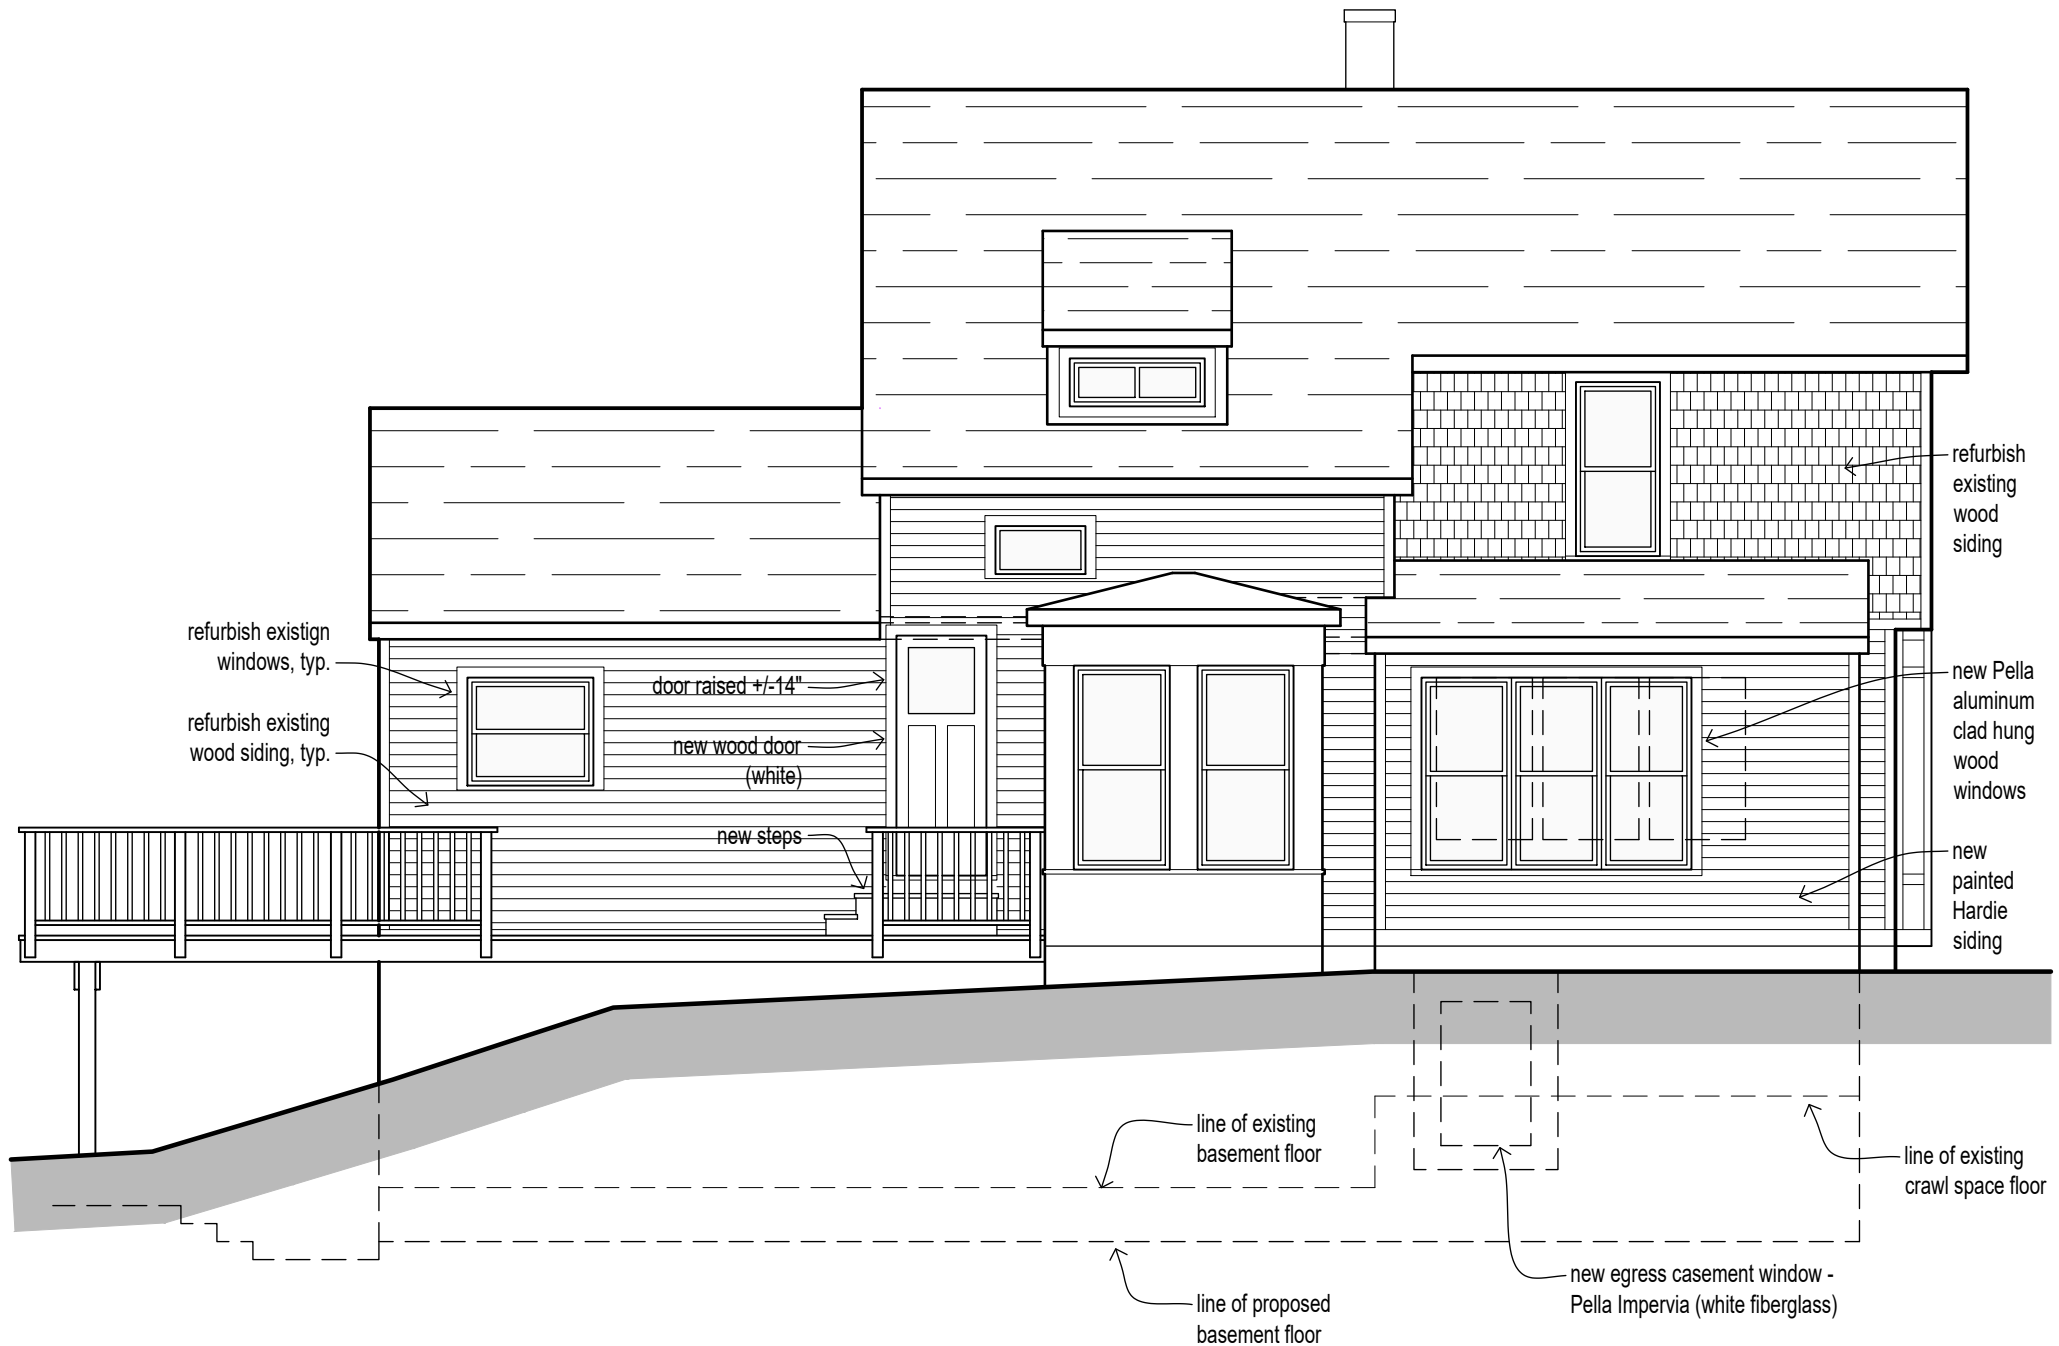 refurbish
existing
wood
siding
refurbish existign
windows, typ.
refurbish existing
wood siding, typ.
door raised +/-14"
new wood door
(white)
new steps
new Pella
aluminum
clad hung
wood
windows
new
painted
Hardie
siding
line of existing
basement floor
line of existing
crawl space floor
new egress casement window -
Pella Impervia (white fiberglass)
line of proposed
basement floor